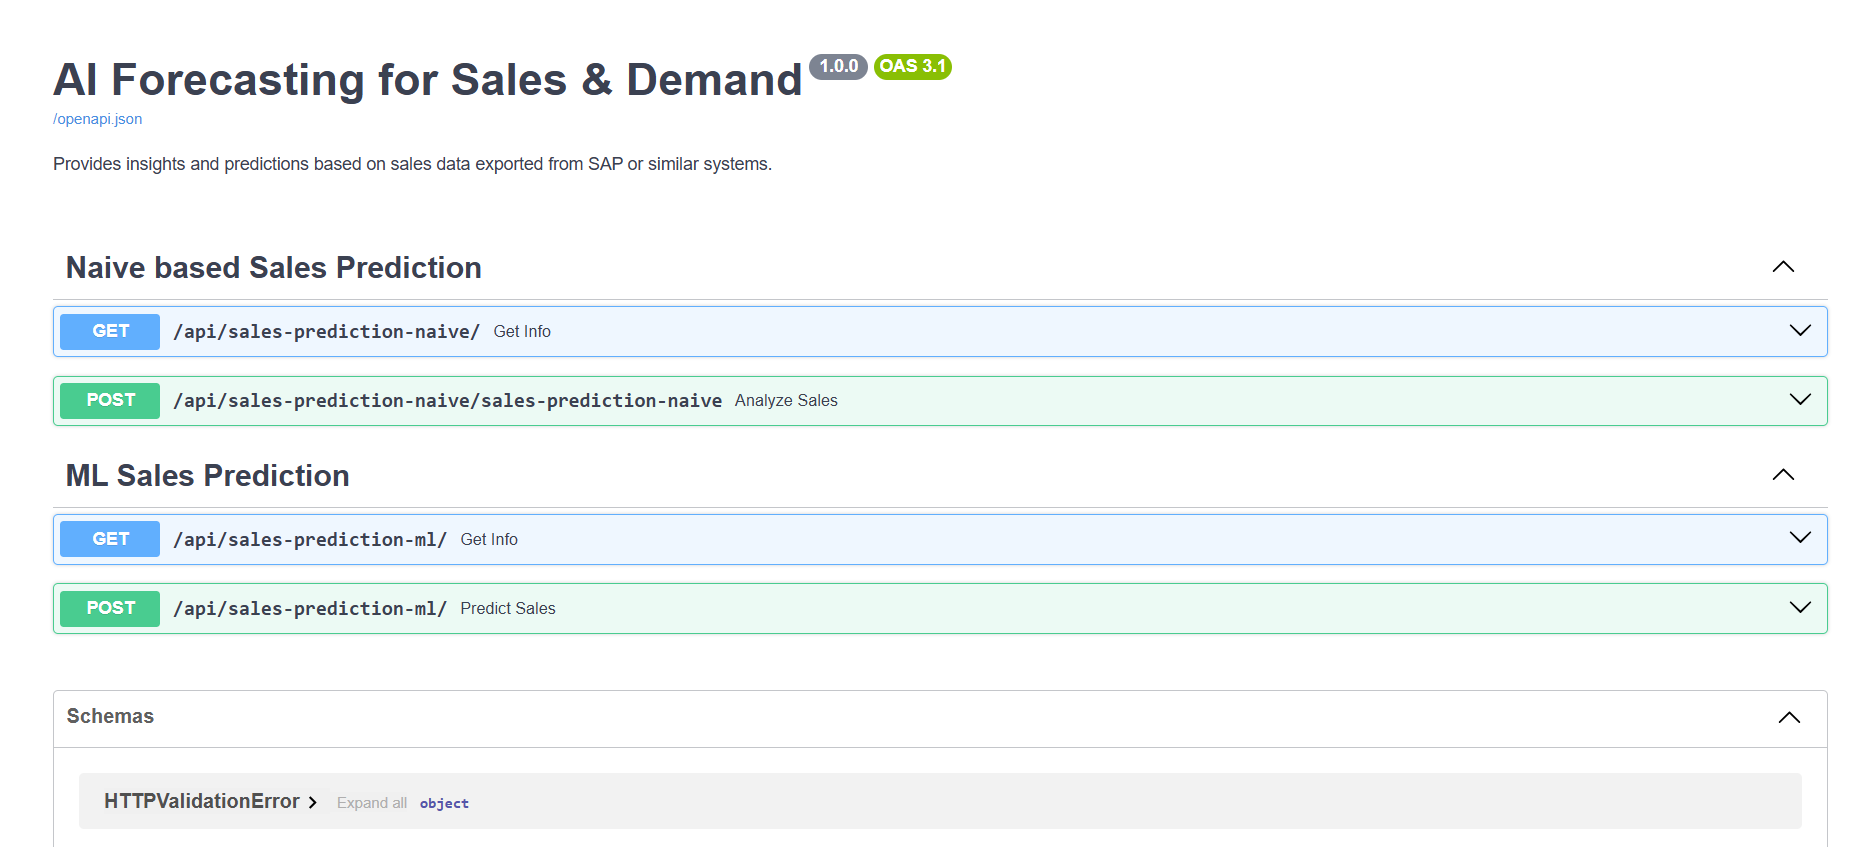 AI Forecasting for Sales & Demand 1.0.0 OAS 3.1
/openapi.json
Provides insights and predictions based on sales data exported from SAP or similar systems.
Naive based Sales Prediction
GET /api/sales-prediction-naive/ Get Info
POST /api/sales-prediction-naive/sales-prediction-naive Analyze Sales
ML Sales Prediction
GET /api/sales-prediction-ml/ Get Info
POST /api/sales-prediction-ml/ Predict Sales
Schemas
HTTPValidationError Expand all object